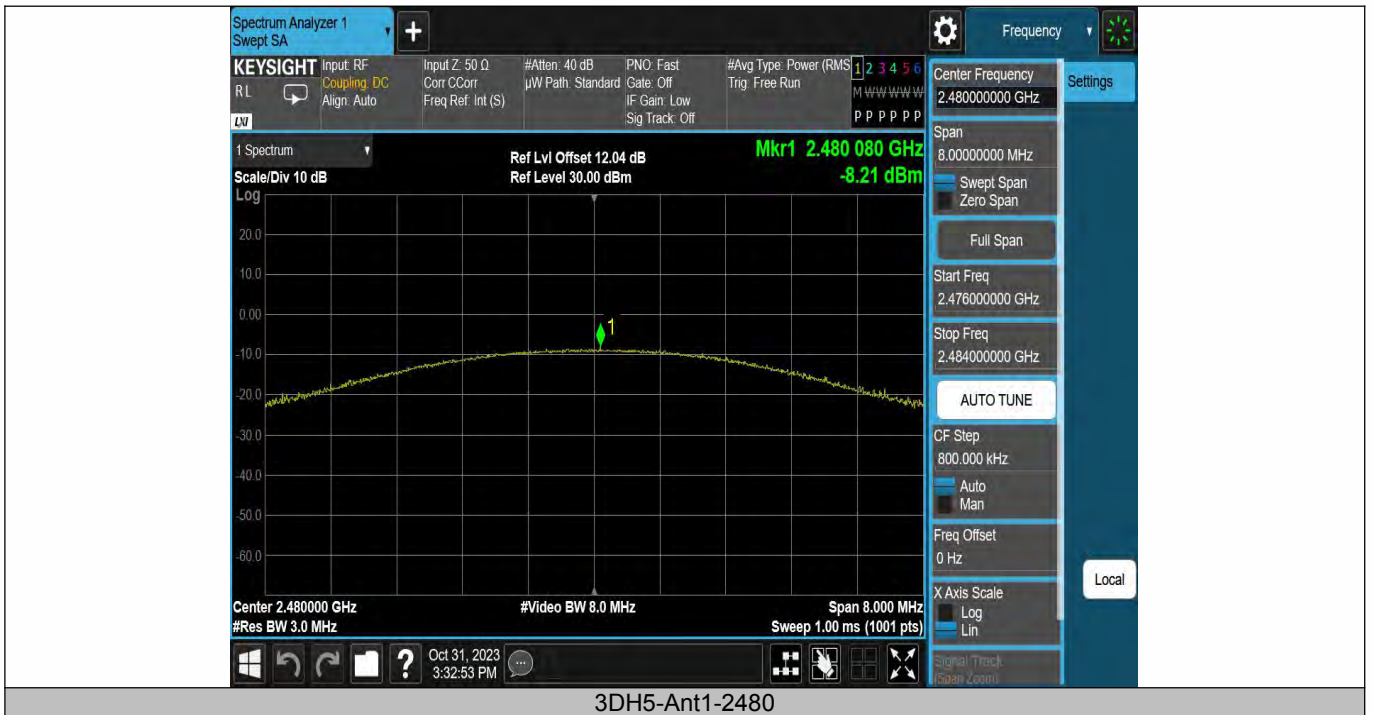 Spectrum Analyzer 1
Swept SA
+
Frequency
KEYSIGHT
RL
LXI
Input: RF
Coupling: DC
Align: Auto
Input Z: 50 Ω
Corr CCorr
Freq Ref: Int (S)
#Atten: 40 dB
µW Path: Standard
PNO: Fast
Gate: Off
IF Gain: Low
Sig Track: Off
#Avg Type: Power (RMS
Trig: Free Run
1 2 3 4 5 6
M W W W W W
P P P P P P
Center Frequency
2.480000000 GHz
Settings
1 Spectrum
Scale/Div 10 dB
Log
Ref Lvl Offset 12.04 dB
Ref Level 30.00 dBm
Mkr1 2.480 080 GHz
-8.21 dBm
Span
8.00000000 MHz
Swept Span
Zero Span
Full Span
Start Freq
2.476000000 GHz
Stop Freq
2.484000000 GHz
AUTO TUNE
CF Step
800.000 kHz
Auto
Man
Freq Offset
0 Hz
X Axis Scale
Log
Lin
Signal Track
(Span Zoom)
Local
20.0
10.0
0.00
-10.0
-20.0
-30.0
-40.0
-50.0
-60.0
1
Center 2.480000 GHz
#Res BW 3.0 MHz
#Video BW 8.0 MHz
Span 8.000 MHz
Sweep 1.00 ms (1001 pts)
?
Oct 31, 2023
3:32:53 PM
3DH5-Ant1-2480